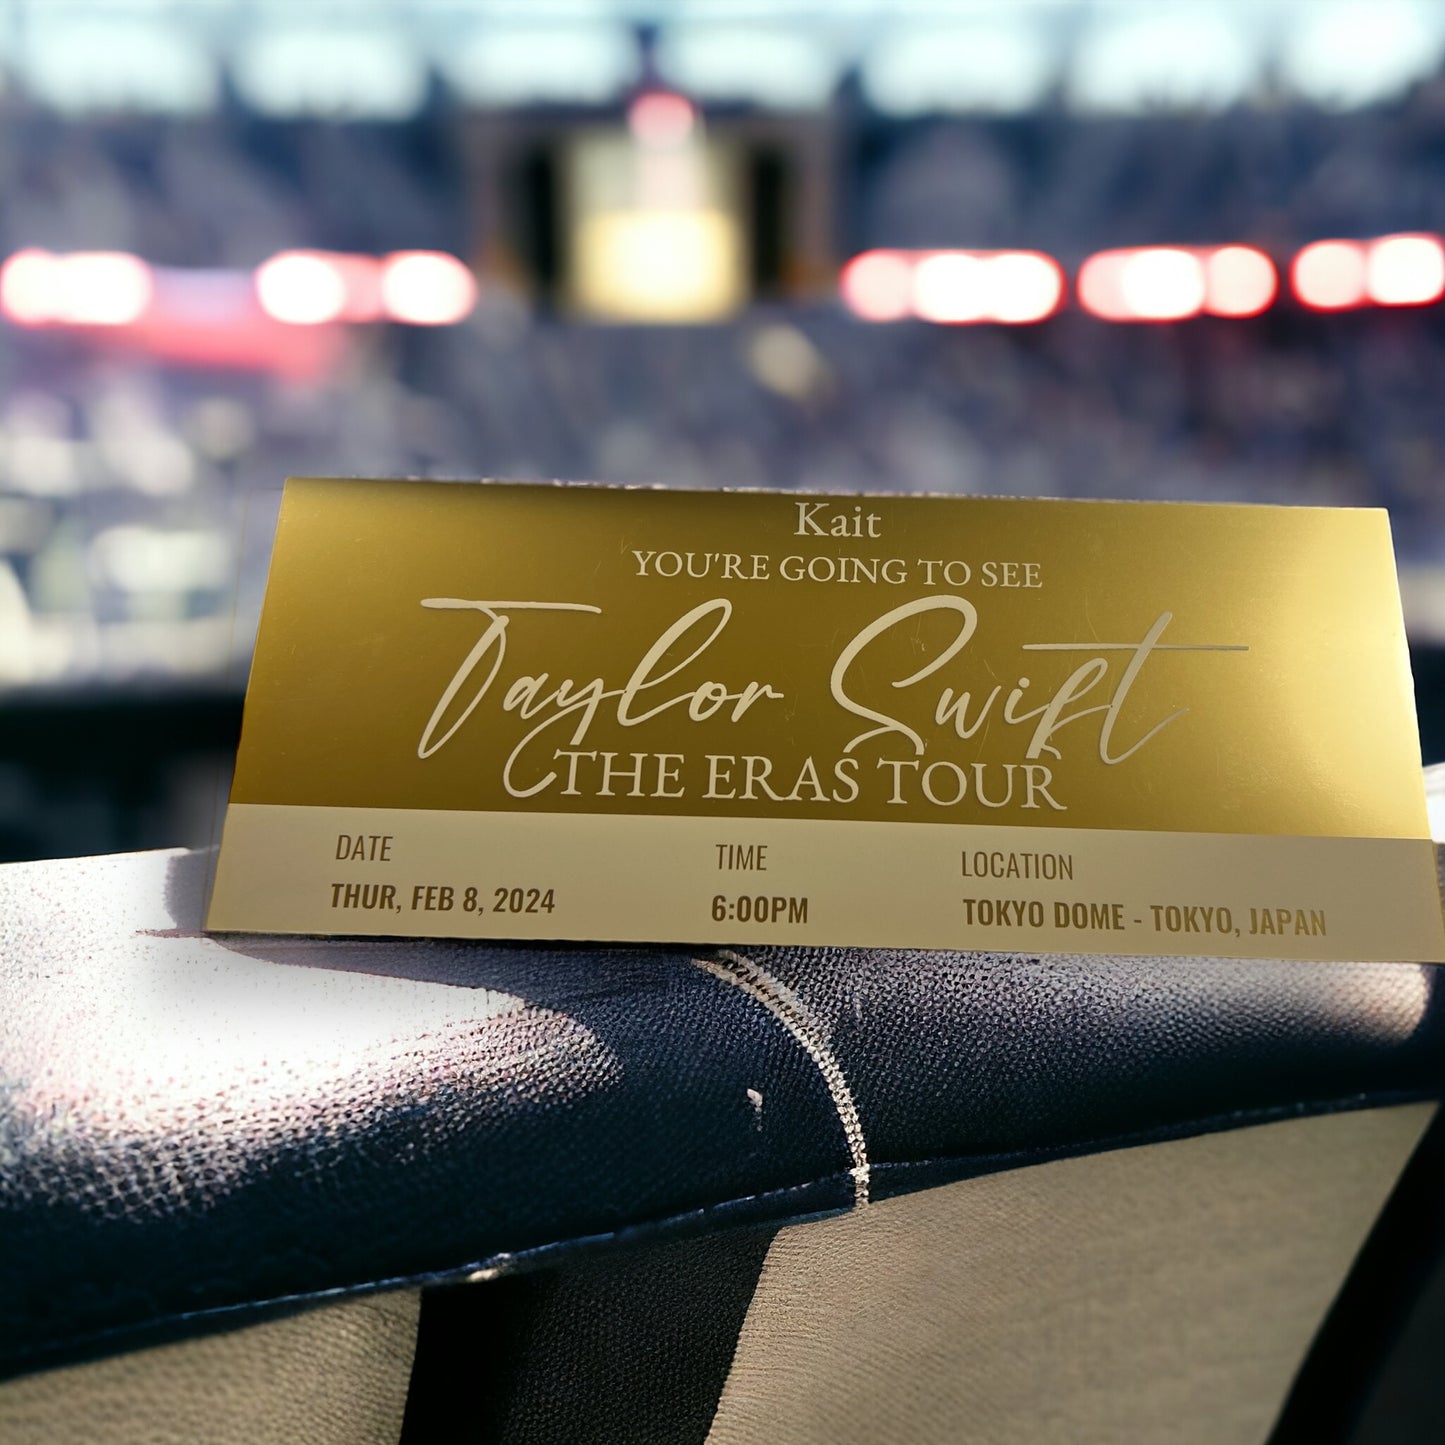 Kait
YOU'RE GOING TO SEE
Taylor Swift
THE ERAS TOUR
DATE TIME LOCATION
THUR, FEB 8, 2024 6:00PM TOKYO DOME - TOKYO, JAPAN